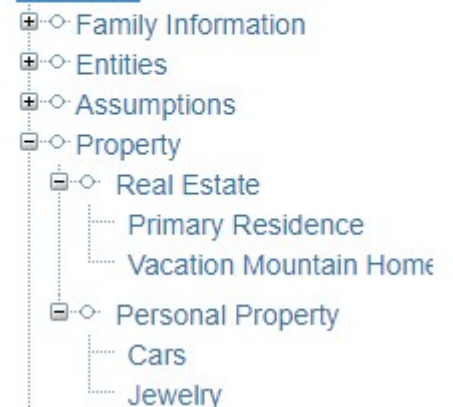 Family Information
Entities
Assumptions
Property
Real Estate
Primary Residence
Vacation Mountain Home
Personal Property
Cars
Jewelry